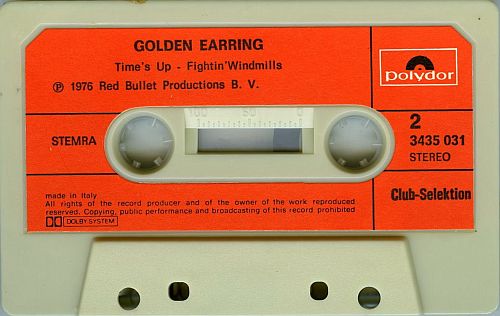 GOLDEN EARRING
Time's Up - Fightin'Windmills
℗ 1976 Red Bullet Productions B. V.
polydor
100 50 0
STEMRA
2
3435 031
STEREO
made in Italy
All rights of the record producer and of the owner of the work reproduced
reserved. Copying, public performance and broadcasting of this record prohibited
DOLBY SYSTEM
Club-Selektion